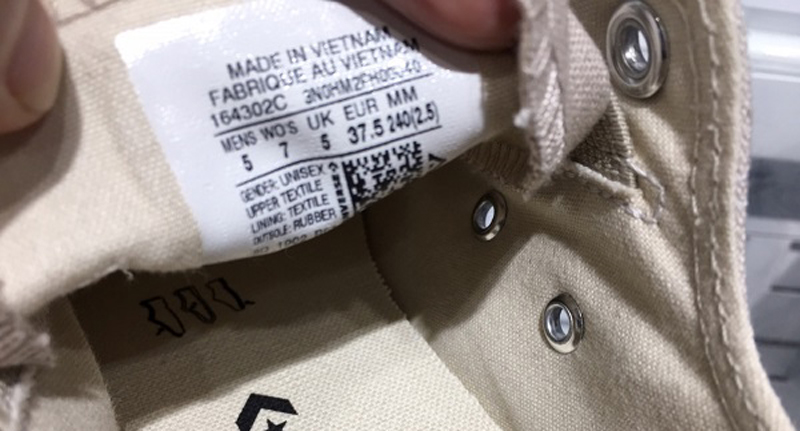 MADE IN VIETNAM
FABRIQUE AU VIETNAM
164302C
MENS WO'S UK EUR MM
5 7 5 37.5 240(2.5)
GENDER: UNISEX
UPPER TEXTILE
LINING: TEXTILE
OUTSOLE: RUBBER